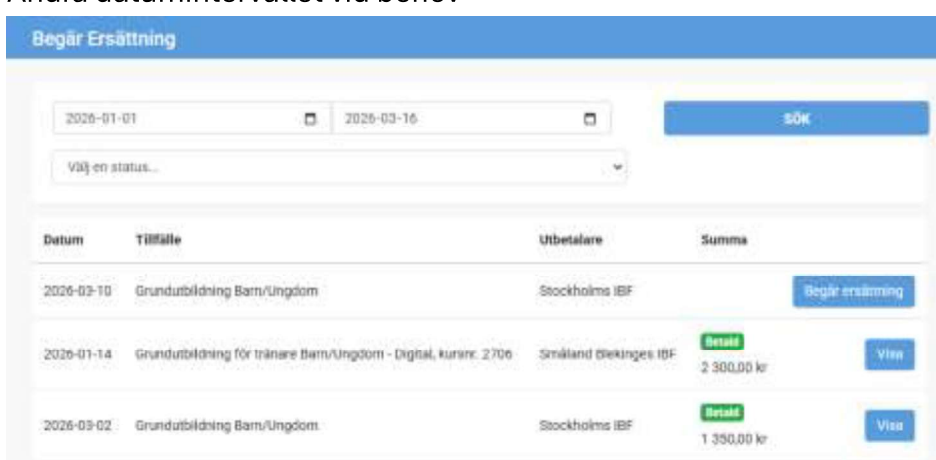 Ändra datumintervallet vid behov
Begär Ersättning
2026-01-01 2026-03-16 SÖK
Välj en status...
Datum Tillfälle Utbetalare Summa
2026-03-10 Grundutbildning Barn/Ungdom Stockholms IBF Begär ersättning
2026-01-14 Grundutbildning för tränare Barn/Ungdom - Digital, kursnr. 2706 Småland Blekinges IBF Betald 2 300,00 kr Visa
2026-03-02 Grundutbildning Barn/Ungdom Stockholms IBF Betald 1 350,00 kr Visa